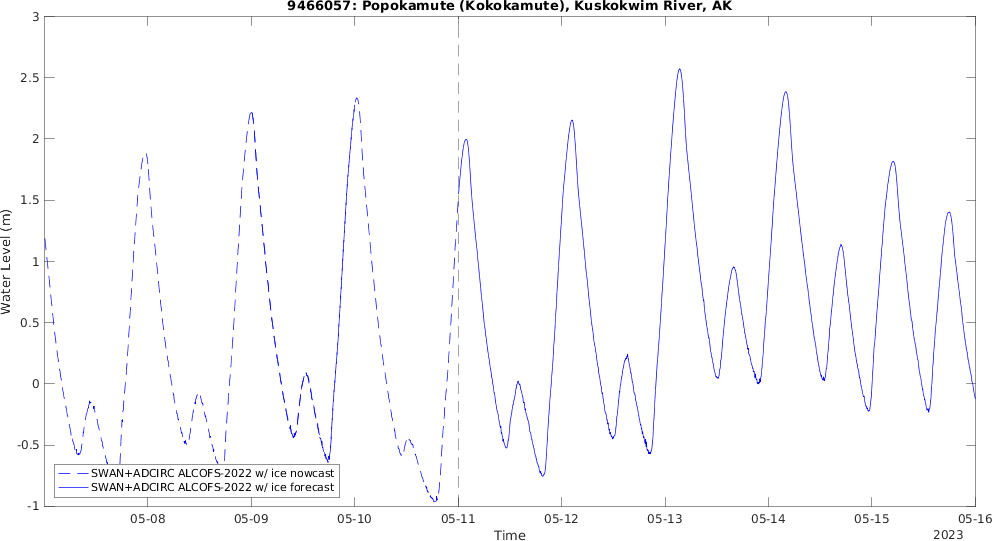 9466057: Popokamute (Kokokamute), Kuskokwim River, AK
3
2.5
2
1.5
1
0.5
0
-0.5
-1
Water Level (m)
SWAN+ADCIRC ALCOFS-2022 w/ ice nowcast
SWAN+ADCIRC ALCOFS-2022 w/ ice forecast
05-08 05-09 05-10 05-11 05-12 05-13 05-14 05-15 05-16
Time
2023